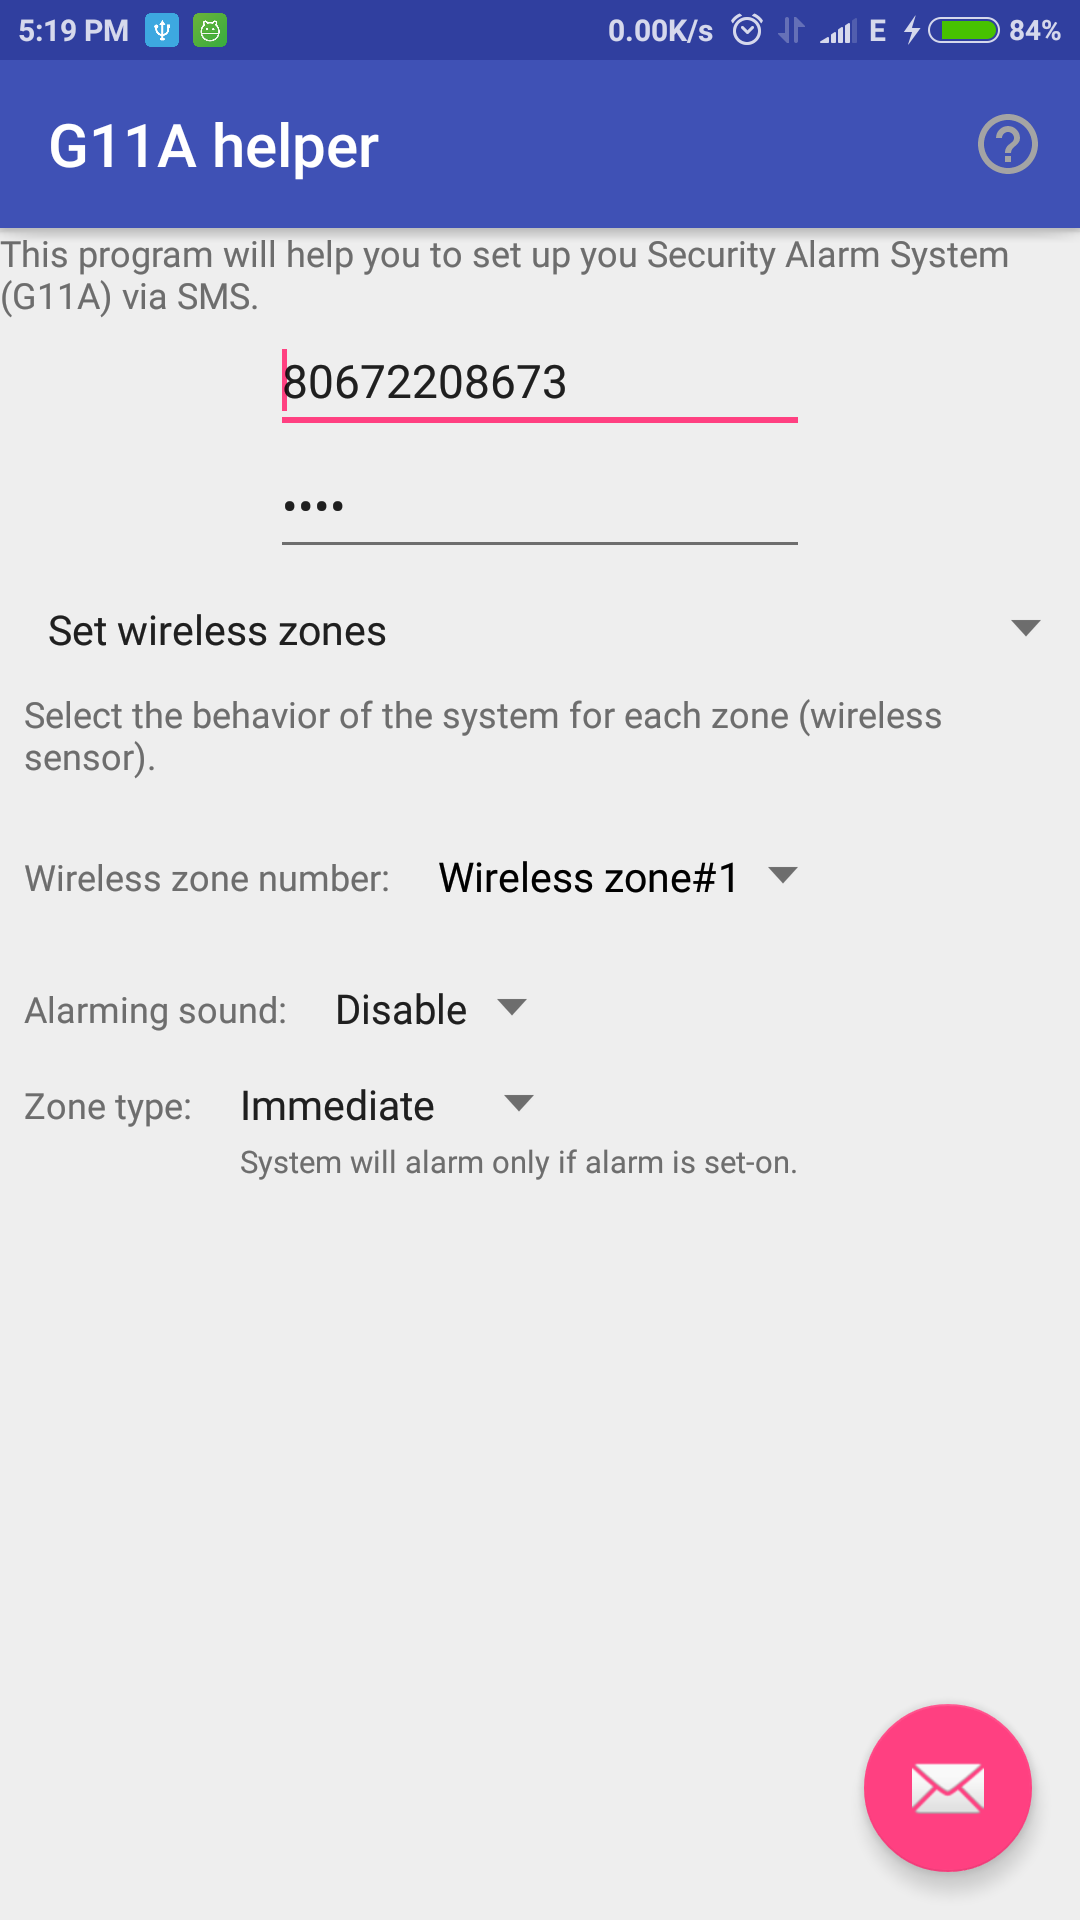 5:19 PM 0.00K/s E 84%
G11A helper
This program will help you to set up you Security Alarm System
(G11A) via SMS.
80672208673
••••
Set wireless zones
Select the behavior of the system for each zone (wireless
sensor).
Wireless zone number: Wireless zone#1
Alarming sound: Disable
Zone type: Immediate
System will alarm only if alarm is set-on.